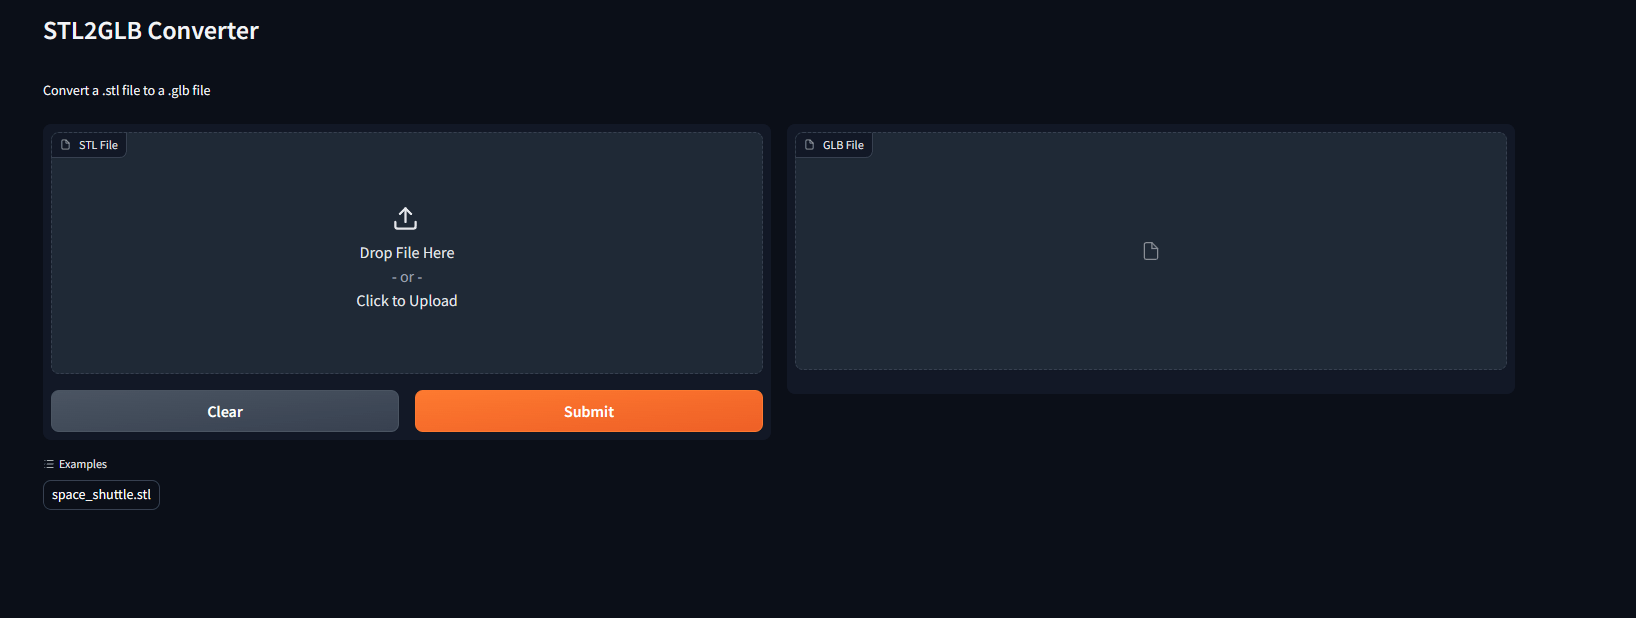 STL2GLB Converter
Convert a .stl file to a .glb file
STL File
Drop File Here
- or -
Click to Upload
Clear
Submit
GLB File
Examples
space_shuttle.stl